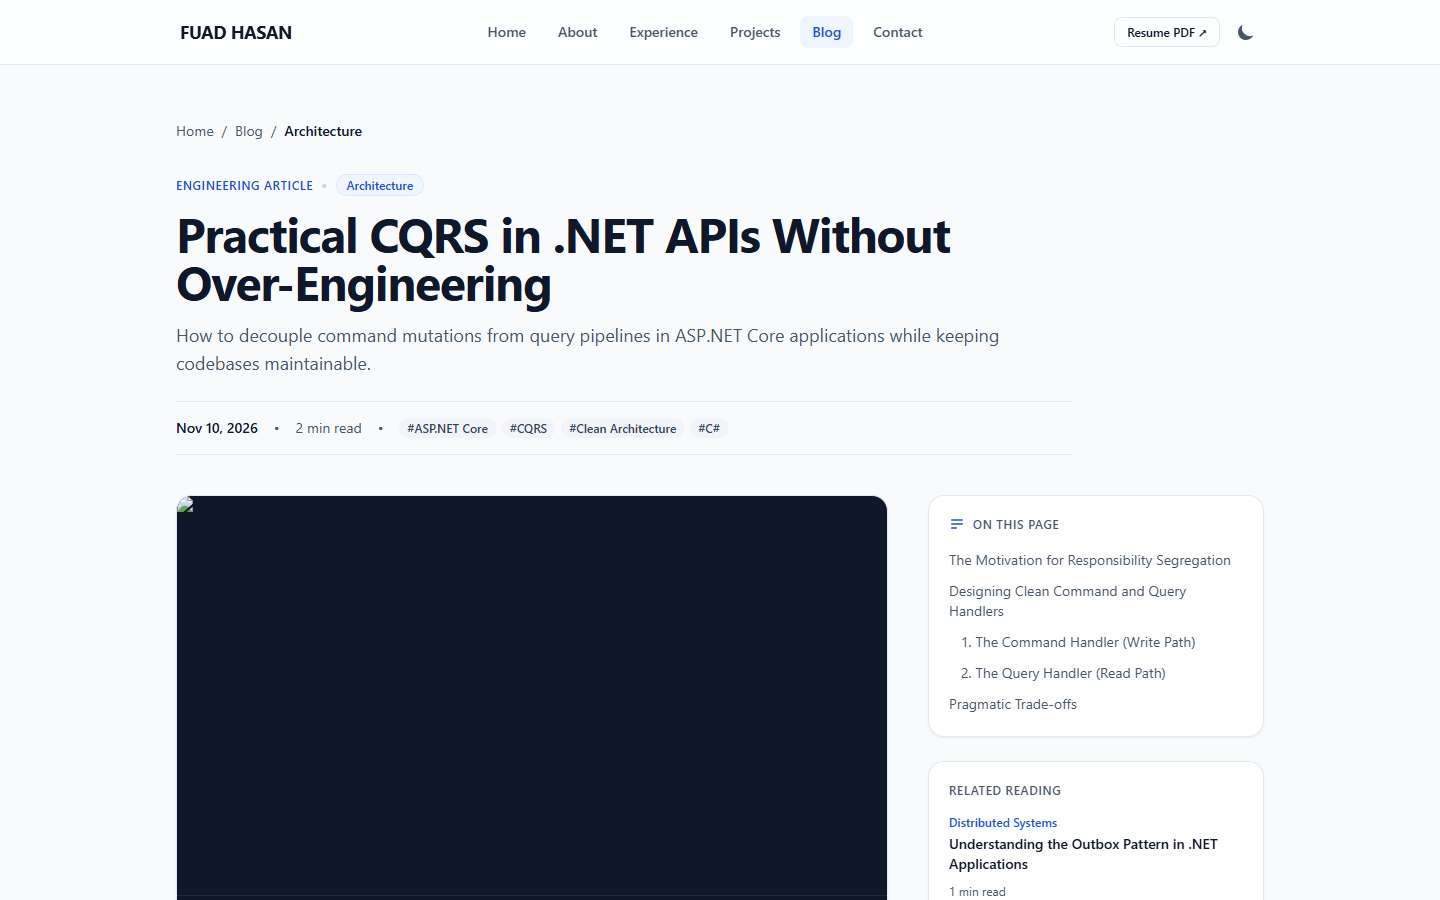 FUAD HASAN
Home
About
Experience
Projects
Blog
Contact
Resume PDF ↗
Home / Blog / Architecture
ENGINEERING ARTICLE • Architecture
Practical CQRS in .NET APIs Without
Over-Engineering
How to decouple command mutations from query pipelines in ASP.NET Core applications while keeping
codebases maintainable.
Nov 10, 2026 • 2 min read • #ASP.NET Core #CQRS #Clean Architecture #C#
ON THIS PAGE
The Motivation for Responsibility Segregation
Designing Clean Command and Query
Handlers
1. The Command Handler (Write Path)
2. The Query Handler (Read Path)
Pragmatic Trade-offs
RELATED READING
Distributed Systems
Understanding the Outbox Pattern in .NET
Applications
1 min read